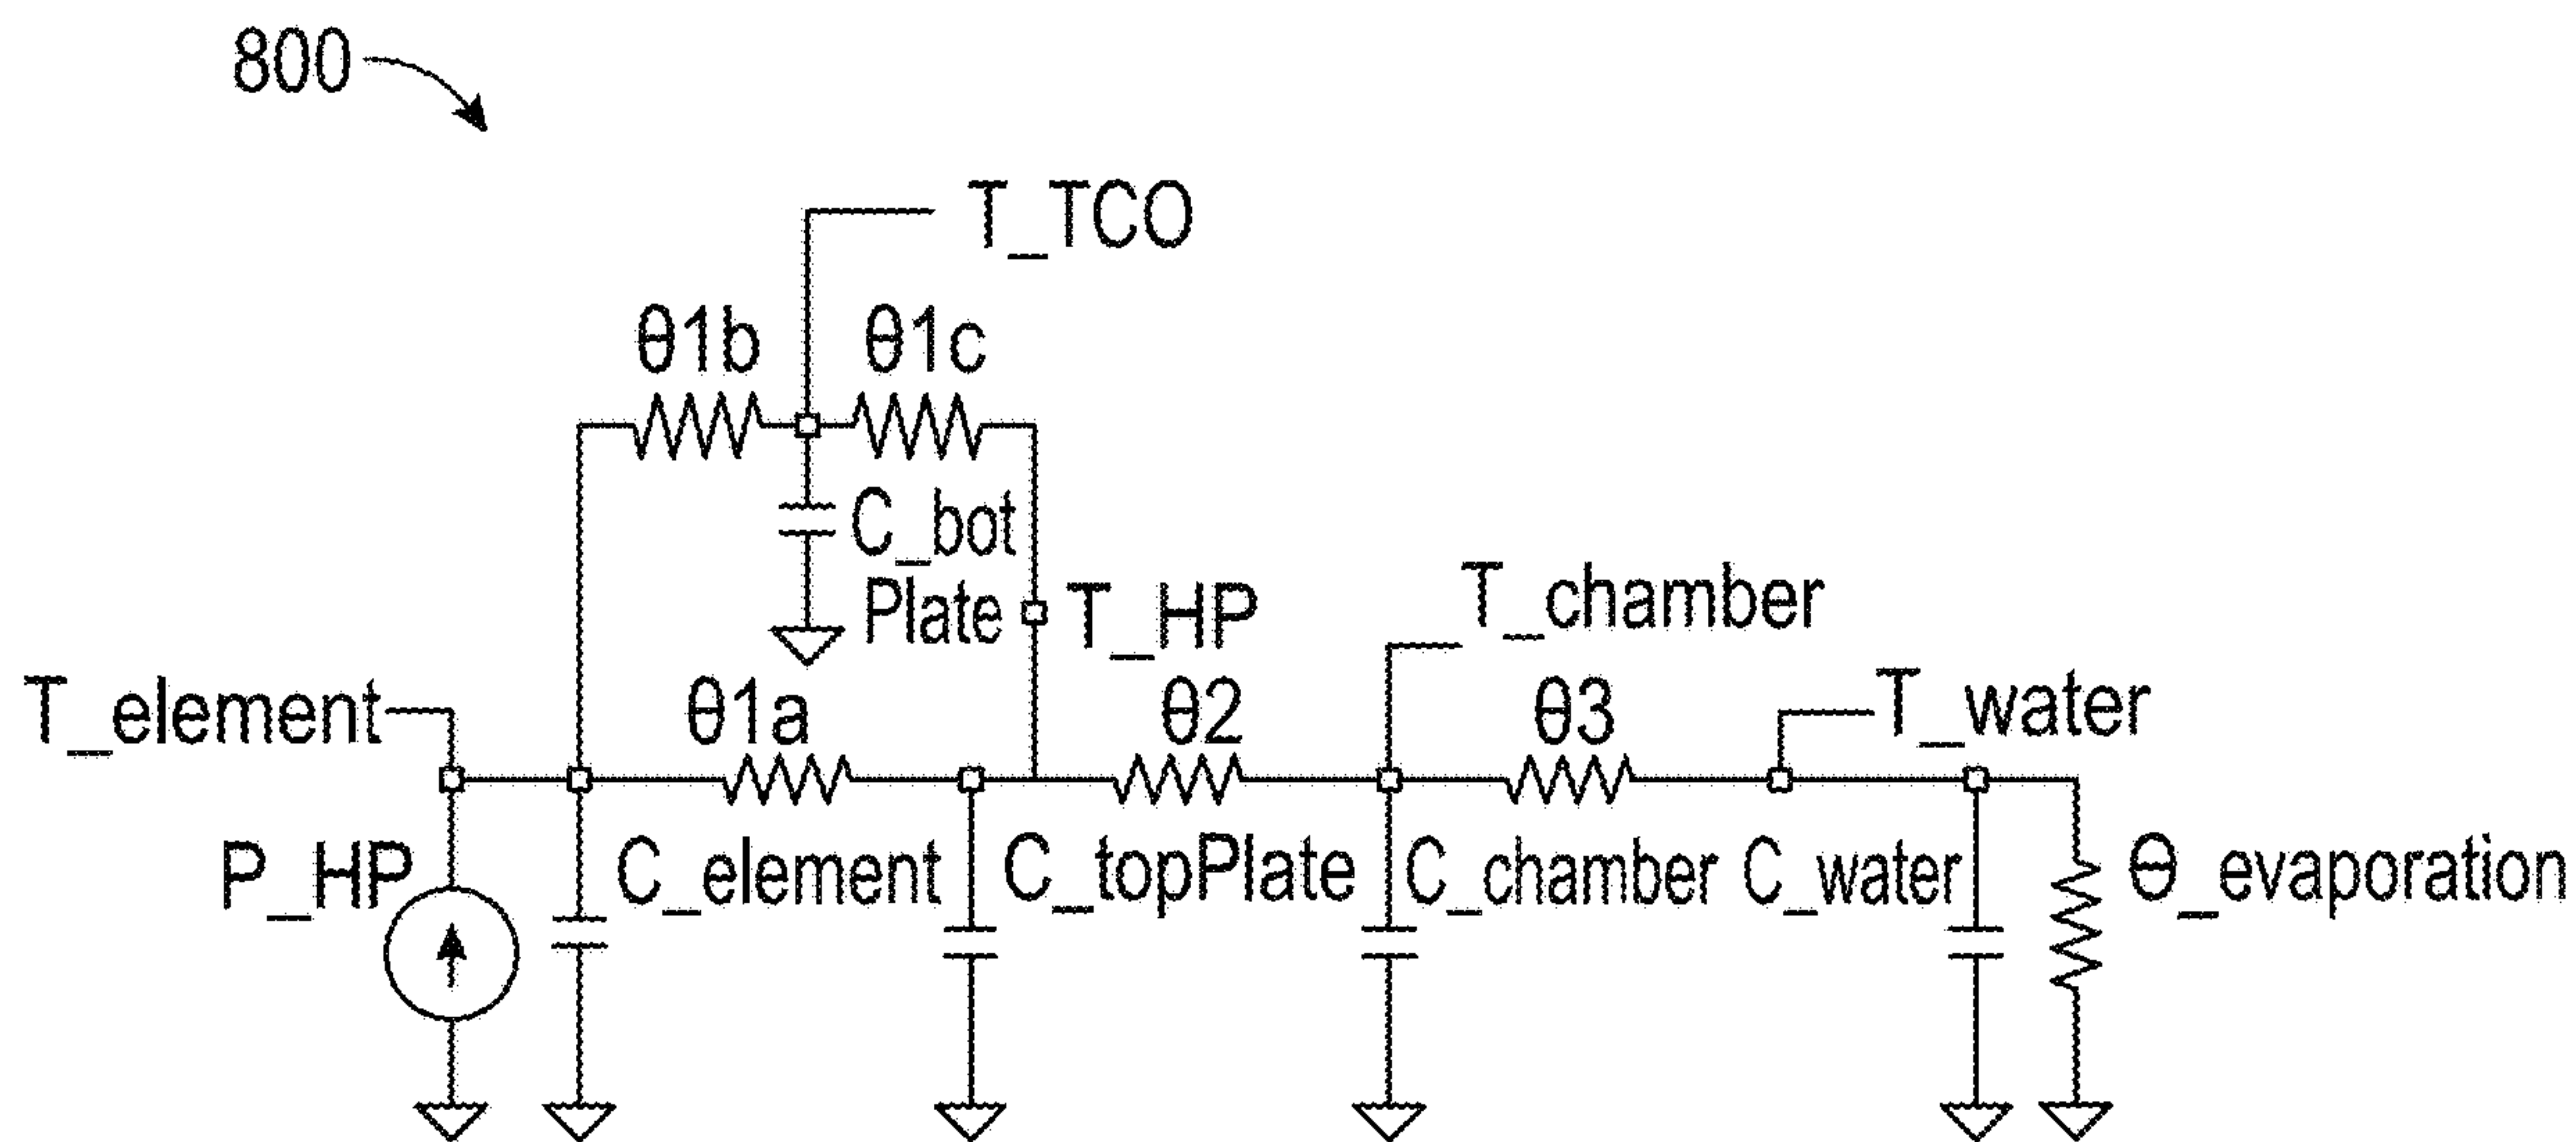 800
T_TCO
θ1b
θ1c
C_bot
Plate
T_HP
T_chamber
T_element
θ1a
θ2
θ3
T_water
P_HP
C_element
C_topPlate
C_chamber
C_water
Θ_evaporation